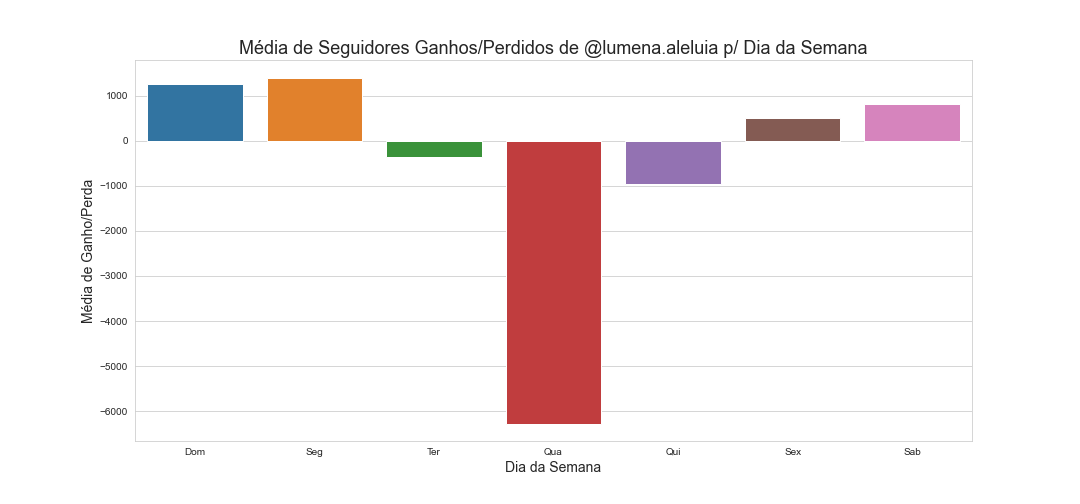 Média de Seguidores Ganhos/Perdidos de @lumena.aleluia p/ Dia da Semana
Média de Ganho/Perda
1000
0
−1000
−2000
−3000
−4000
−5000
−6000
Dom Seg Ter Qua Qui Sex Sab
Dia da Semana